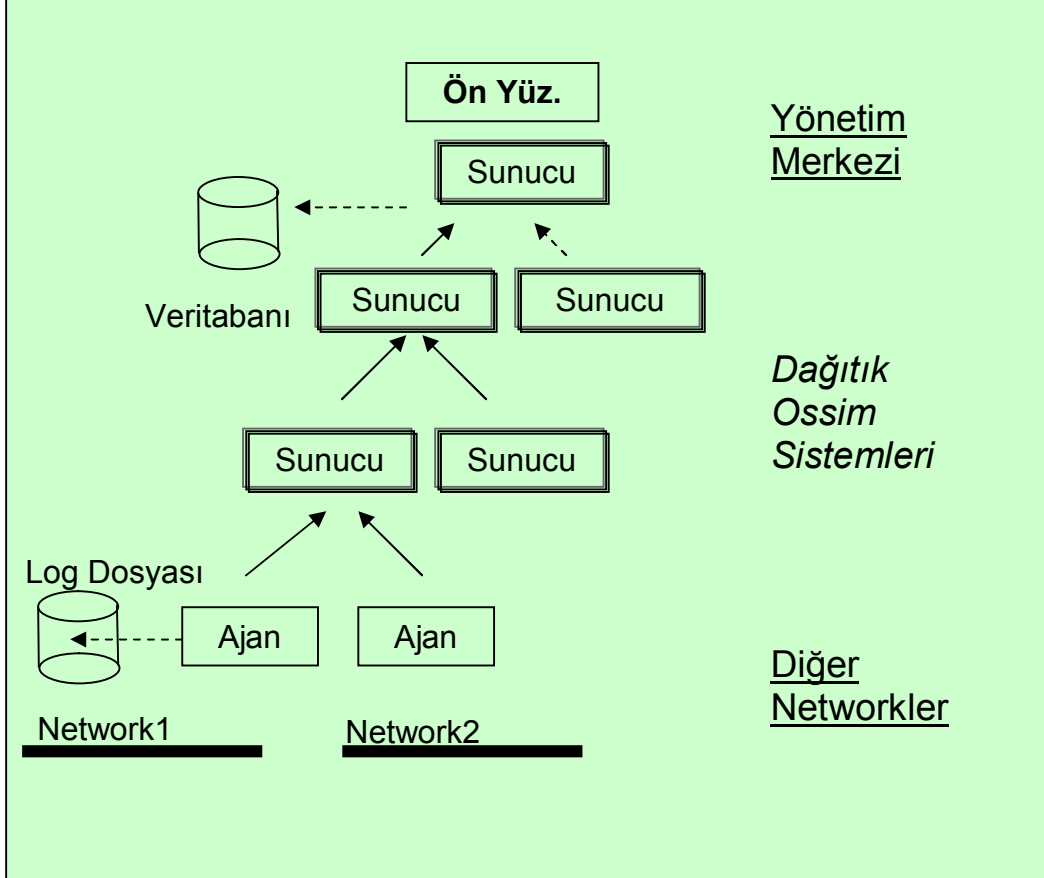 Ön Yüz.
Yönetim
Merkezi
Sunucu
Sunucu
Sunucu
Veritabanı
Dağıtık
Ossim
Sistemleri
Sunucu
Sunucu
Log Dosyası
Ajan
Ajan
Diğer
Networkler
Network1
Network2